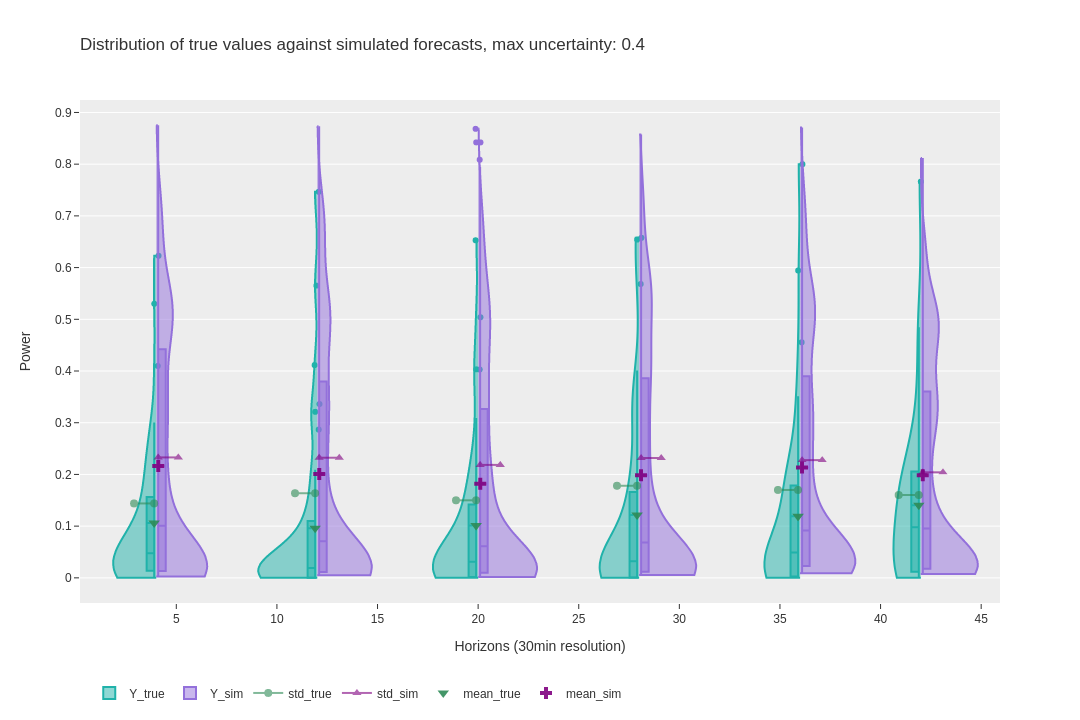 Distribution of true values against simulated forecasts, max uncertainty: 0.4
0.9
0.8
0.7
0.6
0.5
0.4
0.3
0.2
0.1
0
Power
5 10 15 20 25 30 35 40 45
Horizons (30min resolution)
Y_true Y_sim std_true std_sim mean_true mean_sim